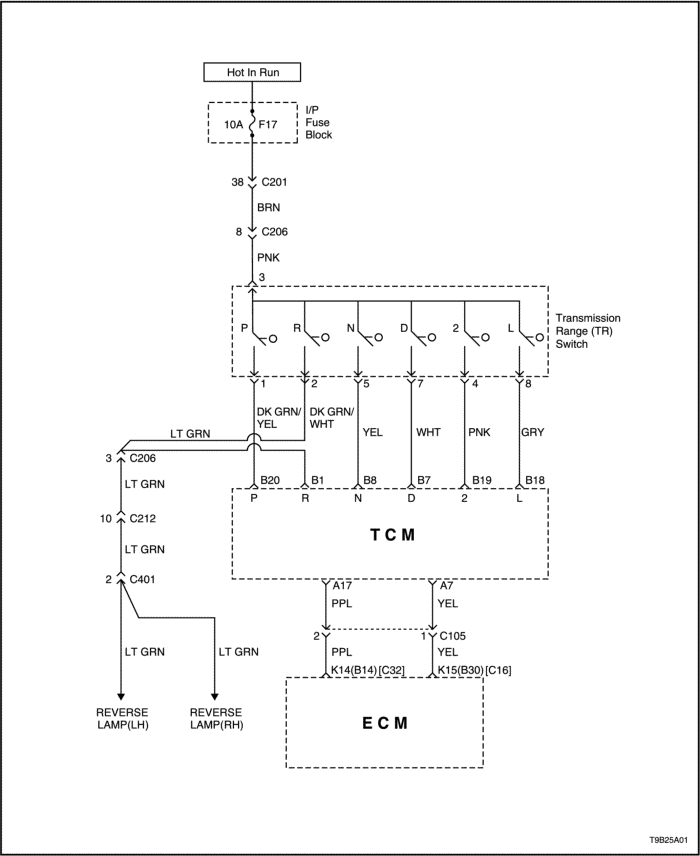 Hot In Run
10A F17
I/P
Fuse
Block
38 C201
BRN
8 C206
PNK
3
P R N D 2 L
Transmission
Range (TR)
Switch
1 2 5 7 4 8
DK GRN/
YEL
DK GRN/
WHT
YEL WHT PNK GRY
LT GRN
3 C206
LT GRN
B20 B1 B8 B7 B19 B18
P R N D 2 L
10 C212
TCM
LT GRN
2 C401
A17 A7
PPL YEL
2 1 C105
LT GRN LT GRN PPL YEL
K14(B14)[C32] K15(B30)[C16]
REVERSE
LAMP(LH)
REVERSE
LAMP(RH)
ECM
T9B25A01